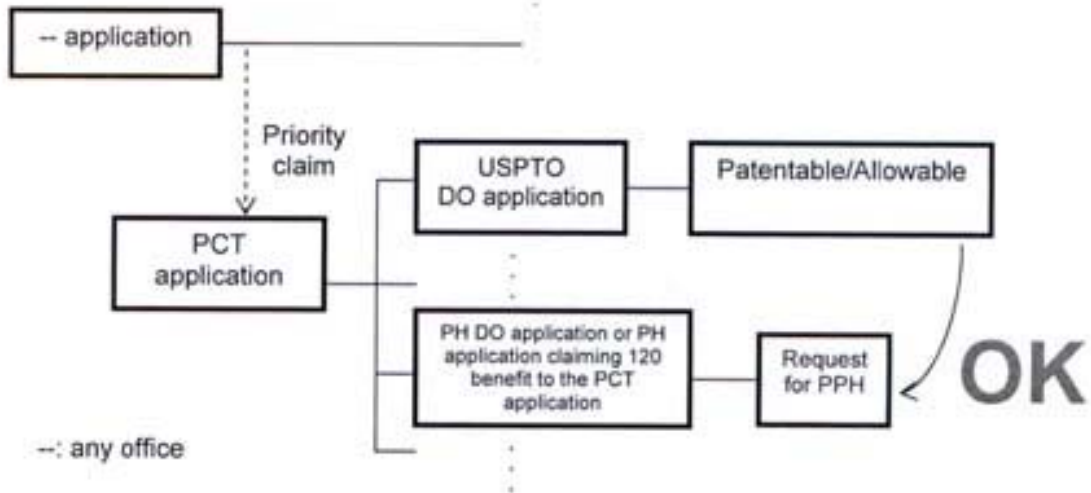 -- application
Priority
claim
USPTO
DO application
Patentable/Allowable
PCT
application
PH DO application or PH
application claiming 120
benefit to the PCT
application
Request
for PPH
OK
--: any office